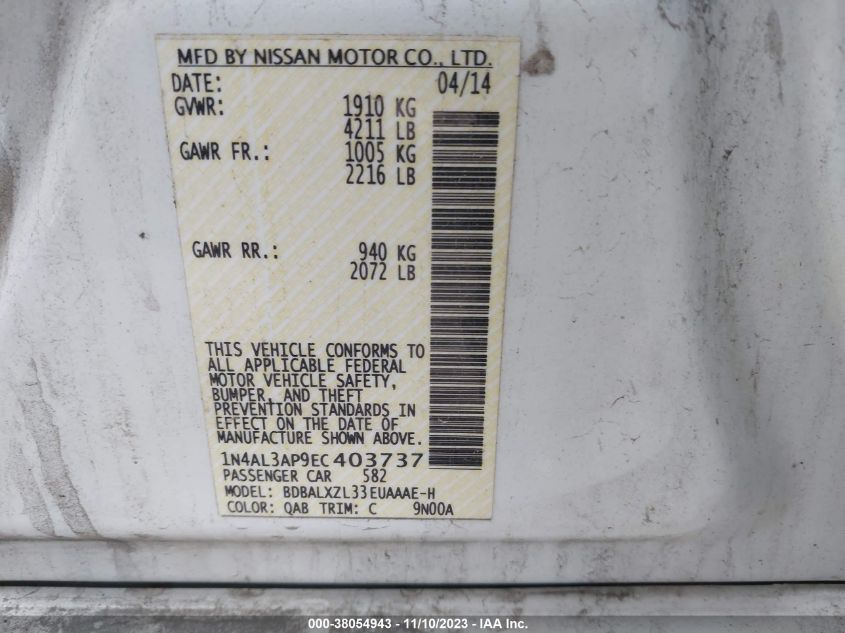 MFD BY NISSAN MOTOR CO., LTD.
DATE: 04/14
GVWR: 1910 KG
4211 LB
GAWR FR.: 1005 KG
2216 LB
GAWR RR.: 940 KG
2072 LB
THIS VEHICLE CONFORMS TO
ALL APPLICABLE FEDERAL
MOTOR VEHICLE SAFETY,
BUMPER, AND THEFT
PREVENTION STANDARDS IN
EFFECT ON THE DATE OF
MANUFACTURE SHOWN ABOVE.
1N4AL3AP9EC403737
PASSENGER CAR 582
MODEL: BDBALXZL33EUAAAE-H
COLOR: QAB TRIM: C 9N00A
000-38054943 - 11/10/2023 - IAA Inc.